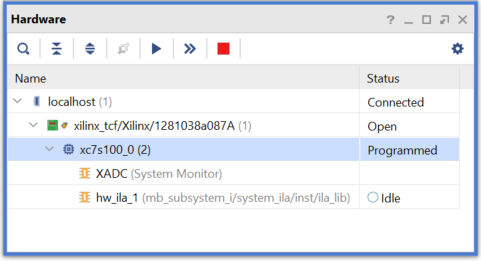 Hardware
Name Status
localhost (1) Connected
xilinx_tcf/Xilinx/1281038a087A (1) Open
xc7s100_0 (2) Programmed
XADC (System Monitor)
hw_ila_1 (mb_subsystem_i/system_ila/inst/ila_lib) Idle